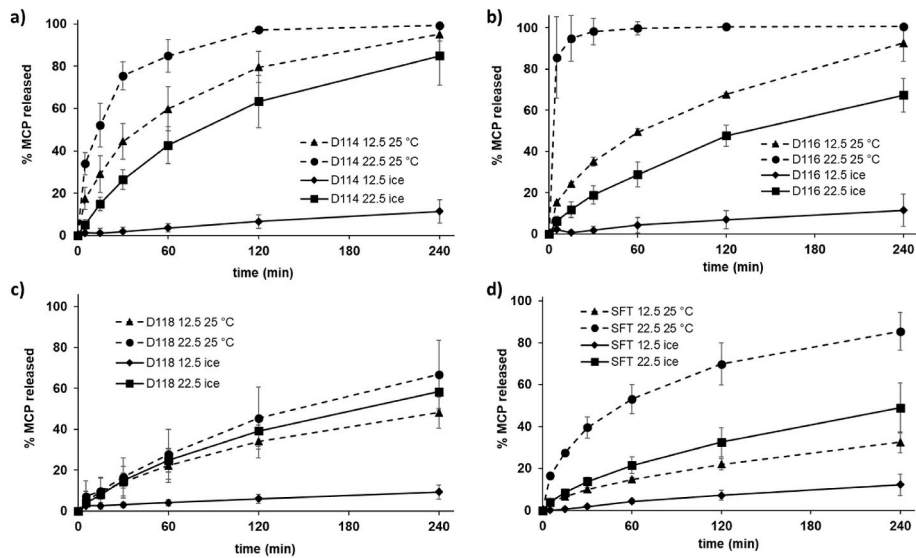 a)
% MCP released
100
80
60
40
20
0
0 60 120 180 240
time (min)
D114 12.5 25 °C
D114 22.5 25 °C
D114 12.5 ice
D114 22.5 ice
b)
% MCP released
100
80
60
40
20
0
0 60 120 180 240
time (min)
D116 12.5 25 °C
D116 22.5 25 °C
D116 12.5 ice
D116 22.5 ice
c)
% MCP released
100
80
60
40
20
0
0 60 120 180 240
time (min)
D118 12.5 25 °C
D118 22.5 25 °C
D118 12.5 ice
D118 22.5 ice
d)
% MCP released
100
80
60
40
20
0
0 60 120 180 240
time (min)
SFT 12.5 25 °C
SFT 22.5 25 °C
SFT 12.5 ice
SFT 22.5 ice